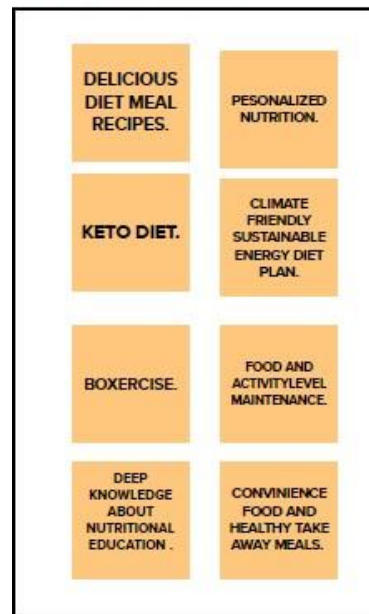 DELICIOUS
DIET MEAL
RECIPES.
PESONALIZED
NUTRITION.
KETO DIET.
CLIMATE
FRIENDLY
SUSTAINABLE
ENERGY DIET
PLAN.
BOXERCISE.
FOOD AND
ACTIVITYLEVEL
MAINTENANCE.
DEEP
KNOWLEDGE
ABOUT
NUTRITIONAL
EDUCATION .
CONVINIENCE
FOOD AND
HEALTHY TAKE
AWAY MEALS.